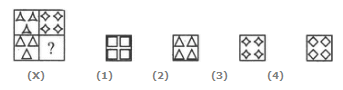 ?
(X) (1) (2) (3) (4)